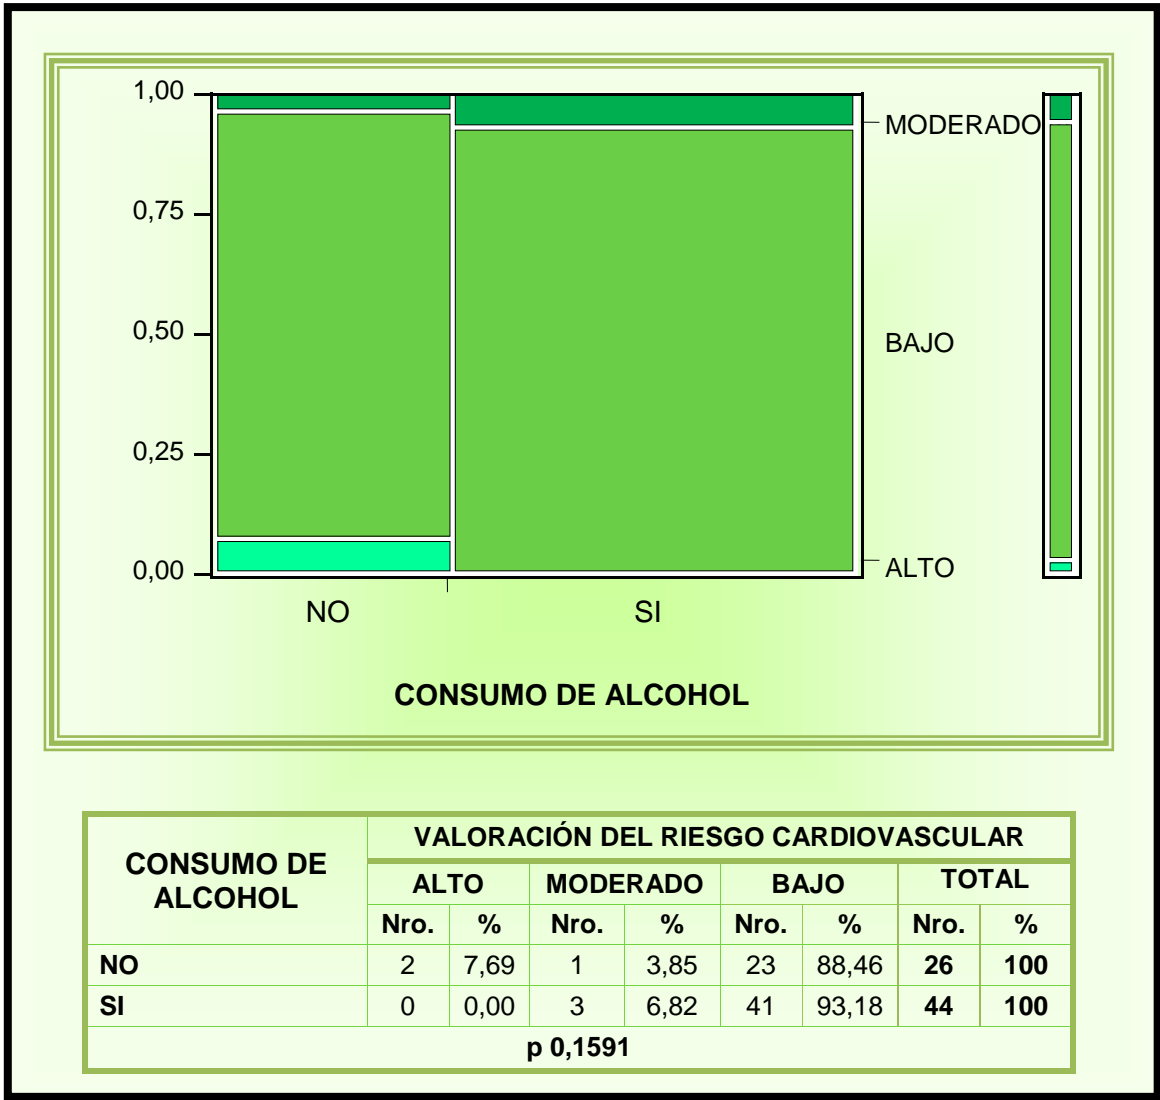 1,00
MODERADO
0,75
0,50
BAJO
0,25
0,00
ALTO
NO SI
CONSUMO DE ALCOHOL
CONSUMO DE ALCOHOL
VALORACIÓN DEL RIESGO CARDIOVASCULAR
ALTO MODERADO BAJO TOTAL
Nro. % Nro. % Nro. % Nro. %
NO 2 7,69 1 3,85 23 88,46 26 100
SI 0 0,00 3 6,82 41 93,18 44 100
p 0,1591